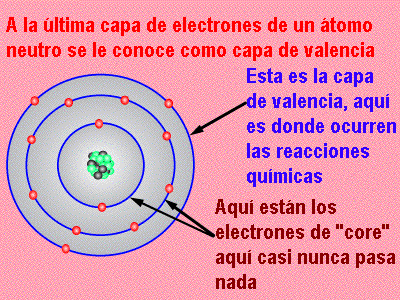 A la última capa de electrones de un átomo
neutro se le conoce como capa de valencia
Esta es la capa
de valencia, aquí
es donde ocurren
las reacciones
químicas
Aquí están los
electrones de "core"
aquí casi nunca pasa
nada